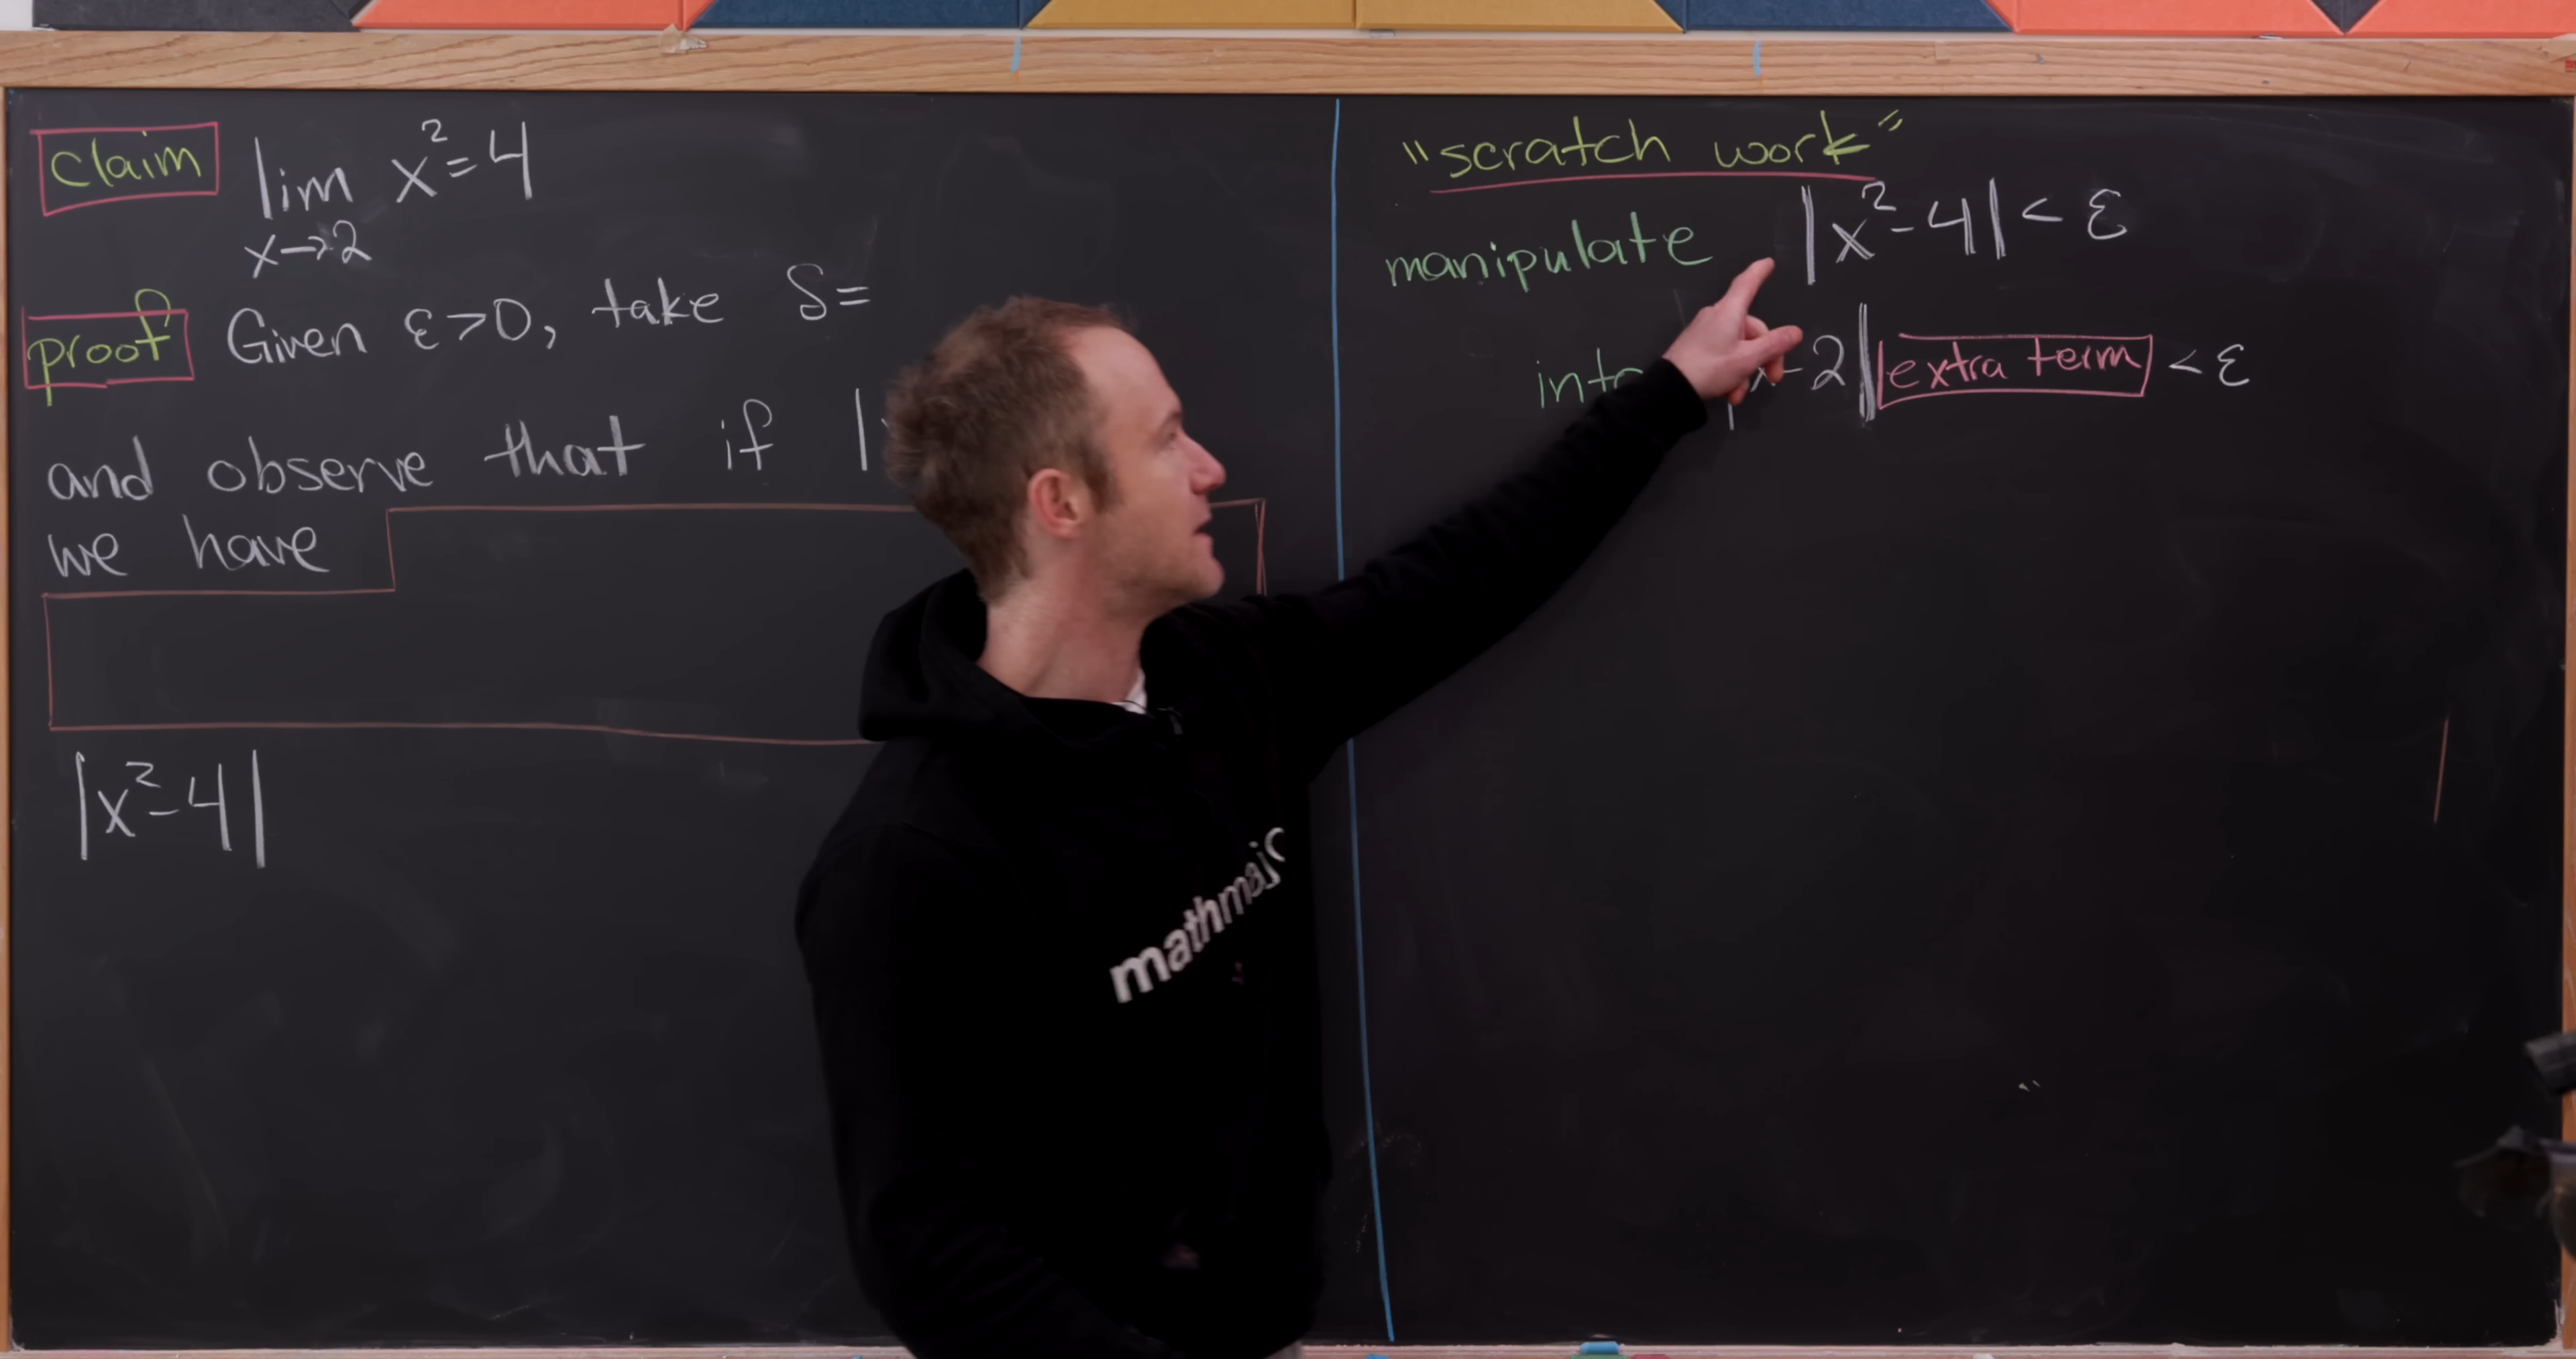 claim lim x² = 4
x→2
proof Given ε>0, take δ=
and observe that if |
we have
|x²-4|
"scratch work"
manipulate |x²-4| < ε
into |x-2||extra term| < ε
mathmajo